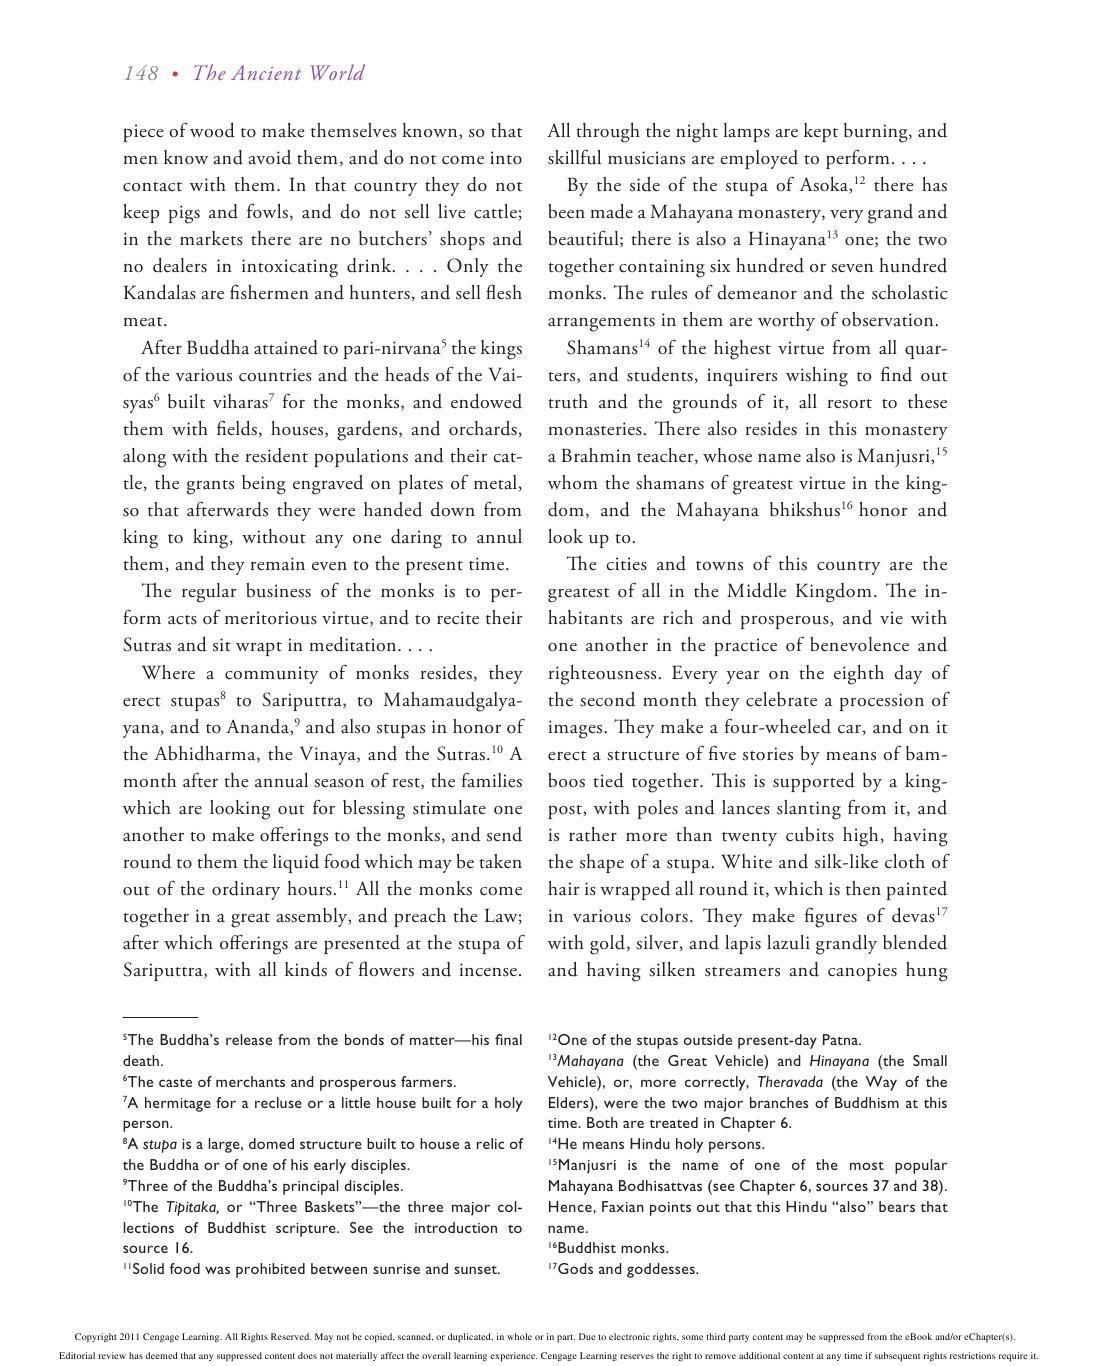 148 • The Ancient World
piece of wood to make themselves known, so that
men know and avoid them, and do not come into
contact with them. In that country they do not
keep pigs and fowls, and do not sell live cattle;
in the markets there are no butchers’ shops and
no dealers in intoxicating drink. . . . Only the
Kandalas are fishermen and hunters, and sell flesh
meat.
After Buddha attained to pari-nirvana⁵ the kings
of the various countries and the heads of the Vai-
syas⁶ built viharas⁷ for the monks, and endowed
them with fields, houses, gardens, and orchards,
along with the resident populations and their cat-
tle, the grants being engraved on plates of metal,
so that afterwards they were handed down from
king to king, without any one daring to annul
them, and they remain even to the present time.
The regular business of the monks is to per-
form acts of meritorious virtue, and to recite their
Sutras and sit wrapt in meditation. . . .
Where a community of monks resides, they
erect stupas⁸ to Sariputtra, to Mahamaudgalya-
yana, and to Ananda,⁹ and also stupas in honor of
the Abhidharma, the Vinaya, and the Sutras.¹⁰ A
month after the annual season of rest, the families
which are looking out for blessing stimulate one
another to make offerings to the monks, and send
round to them the liquid food which may be taken
out of the ordinary hours.¹¹ All the monks come
together in a great assembly, and preach the Law;
after which offerings are presented at the stupa of
Sariputtra, with all kinds of flowers and incense.
All through the night lamps are kept burning, and
skillful musicians are employed to perform. . . .
By the side of the stupa of Asoka,¹² there has
been made a Mahayana monastery, very grand and
beautiful; there is also a Hinayana¹³ one; the two
together containing six hundred or seven hundred
monks. The rules of demeanor and the scholastic
arrangements in them are worthy of observation.
Shamans¹⁴ of the highest virtue from all quar-
ters, and students, inquirers wishing to find out
truth and the grounds of it, all resort to these
monasteries. There also resides in this monastery
a Brahmin teacher, whose name also is Manjusri,¹⁵
whom the shamans of greatest virtue in the king-
dom, and the Mahayana bhikshus¹⁶ honor and
look up to.
The cities and towns of this country are the
greatest of all in the Middle Kingdom. The in-
habitants are rich and prosperous, and vie with
one another in the practice of benevolence and
righteousness. Every year on the eighth day of
the second month they celebrate a procession of
images. They make a four-wheeled car, and on it
erect a structure of five stories by means of bam-
boos tied together. This is supported by a king-
post, with poles and lances slanting from it, and
is rather more than twenty cubits high, having
the shape of a stupa. White and silk-like cloth of
hair is wrapped all round it, which is then painted
in various colors. They make figures of devas¹⁷
with gold, silver, and lapis lazuli grandly blended
and having silken streamers and canopies hung
⁵The Buddha’s release from the bonds of matter—his final
death.
⁶The caste of merchants and prosperous farmers.
⁷A hermitage for a recluse or a little house built for a holy
person.
⁸A stupa is a large, domed structure built to house a relic of
the Buddha or of one of his early disciples.
⁹Three of the Buddha’s principal disciples.
¹⁰The Tipitaka, or “Three Baskets”—the three major col-
lections of Buddhist scripture. See the introduction to
source 16.
¹¹Solid food was prohibited between sunrise and sunset.
¹²One of the stupas outside present-day Patna.
¹³Mahayana (the Great Vehicle) and Hinayana (the Small
Vehicle), or, more correctly, Theravada (the Way of the
Elders), were the two major branches of Buddhism at this
time. Both are treated in Chapter 6.
¹⁴He means Hindu holy persons.
¹⁵Manjusri is the name of one of the most popular
Mahayana Bodhisattvas (see Chapter 6, sources 37 and 38).
Hence, Faxian points out that this Hindu “also” bears that
name.
¹⁶Buddhist monks.
¹⁷Gods and goddesses.
Copyright 2011 Cengage Learning. All Rights Reserved. May not be copied, scanned, or duplicated, in whole or in part. Due to electronic rights, some third party content may be suppressed from the eBook and/or eChapter(s).
Editorial review has deemed that any suppressed content does not materially affect the overall learning experience. Cengage Learning reserves the right to remove additional content at any time if subsequent rights restrictions require it.